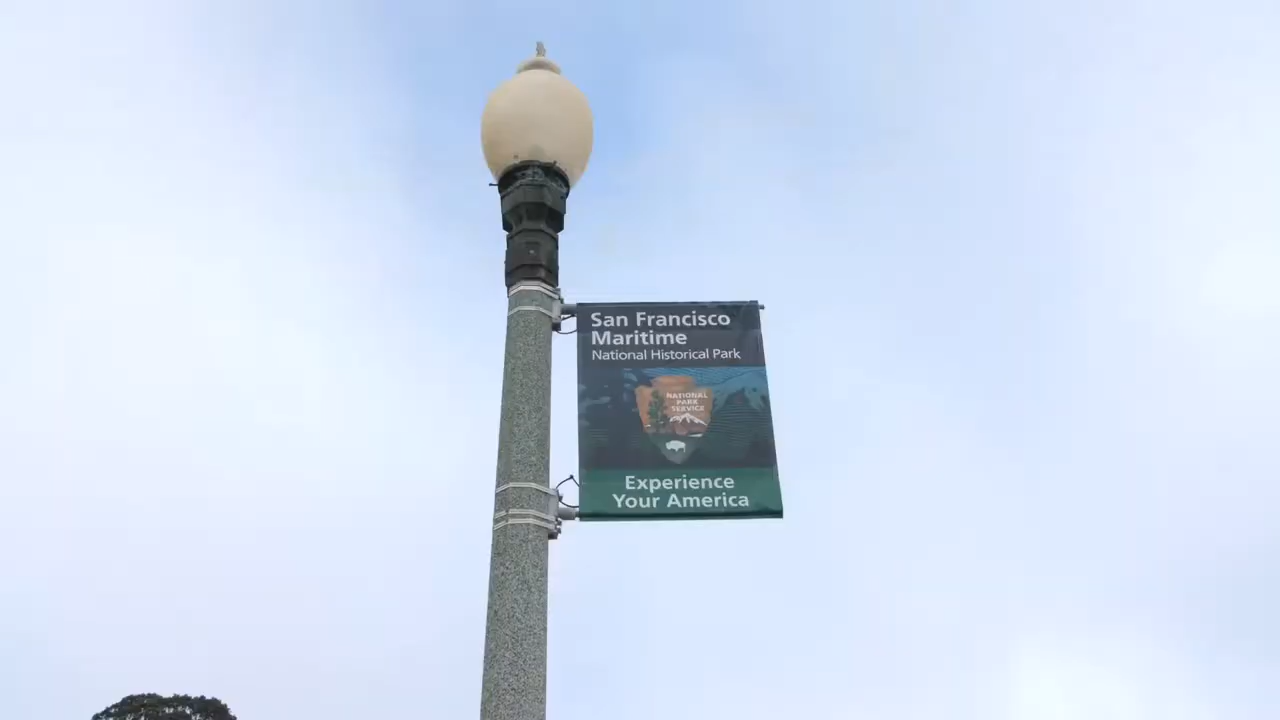 San Francisco
Maritime
National Historical Park
NATIONAL
PARK
SERVICE
Experience
Your America